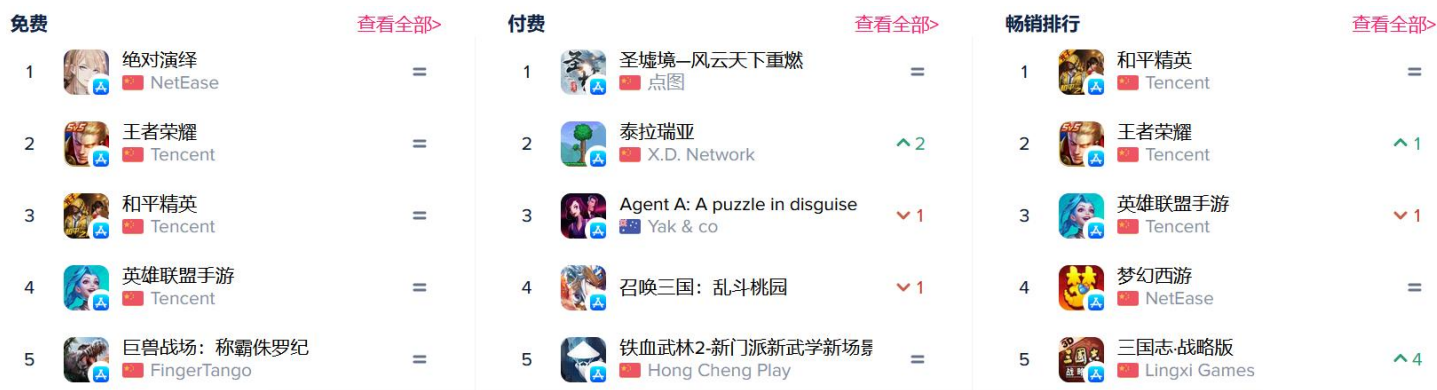 免费
查看全部>
1
绝对演绎
NetEase
=
2
王者荣耀
Tencent
=
3
和平精英
Tencent
=
4
英雄联盟手游
Tencent
=
5
巨兽战场：称霸侏罗纪
FingerTango
=
付费
查看全部>
1
圣墟境—风云天下重燃
点图
=
2
泰拉瑞亚
X.D. Network
2
3
Agent A: A puzzle in disguise
Yak & co
1
4
召唤三国：乱斗桃园
1
5
铁血武林2-新门派新武学新场景
Hong Cheng Play
=
畅销排行
查看全部>
1
和平精英
Tencent
=
2
王者荣耀
Tencent
1
3
英雄联盟手游
Tencent
1
4
梦幻西游
NetEase
=
5
三国志·战略版
Lingxi Games
4